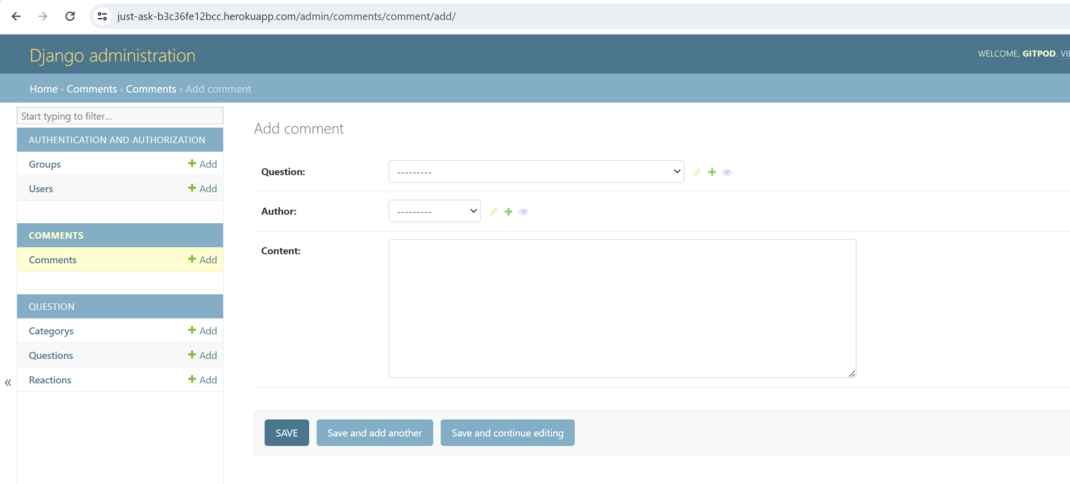 just-ask-b3c36fe12bcc.herokuapp.com/admin/comments/comment/add/
Django administration
WELCOME, GITPOD. VI
Home › Comments › Comments › Add comment
Start typing to filter...
AUTHENTICATION AND AUTHORIZATION
Groups + Add
Users + Add
COMMENTS
Comments + Add
QUESTION
Categorys + Add
Questions + Add
Reactions + Add
«
Add comment
Question: ---------
Author: ---------
Content:
SAVE Save and add another Save and continue editing